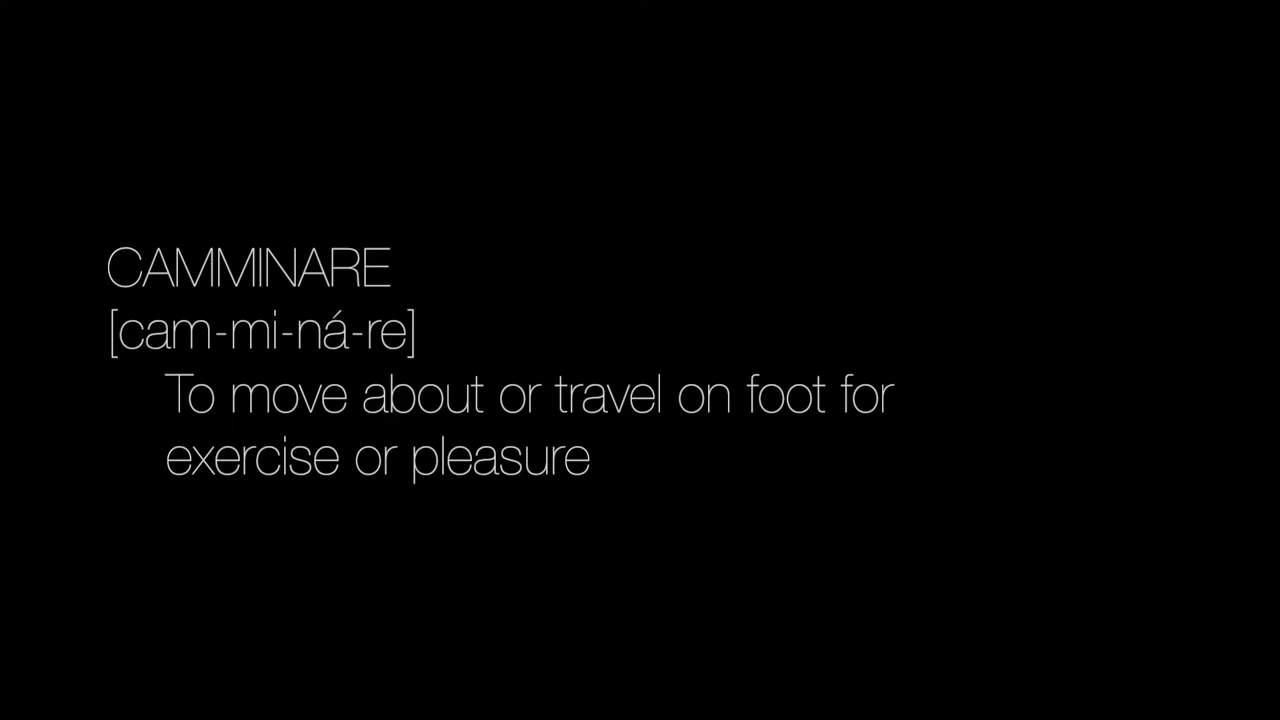 CAMMINARE
[cam-mi-ná-re]
To move about or travel on foot for
exercise or pleasure